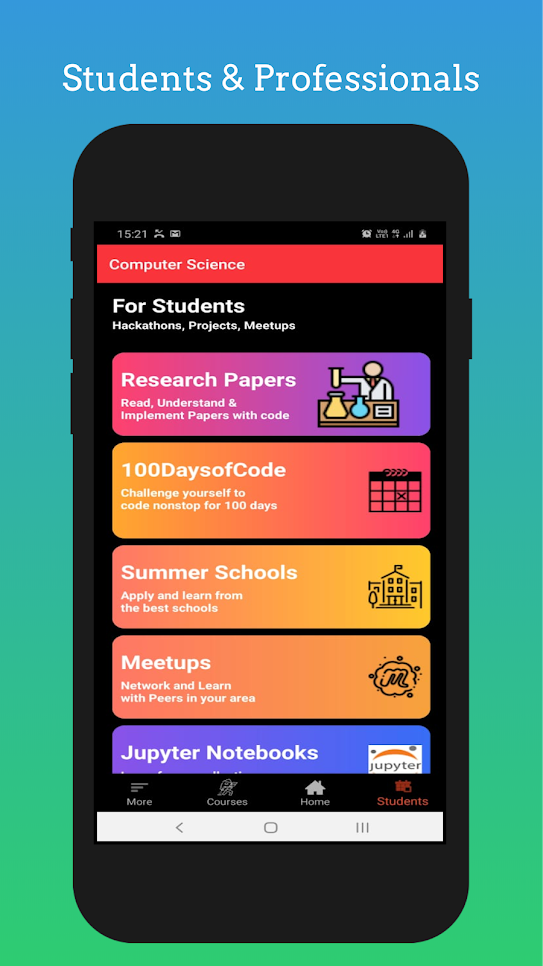 Students & Professionals
15:21
Computer Science
For Students
Hackathons, Projects, Meetups
Research Papers
Read, Understand &
Implement Papers with code
100DaysofCode
Challenge yourself to
code nonstop for 100 days
Summer Schools
Apply and learn from
the best schools
Meetups
Network and Learn
with Peers in your area
Jupyter Notebooks
jupyter
More
Courses
Home
Students